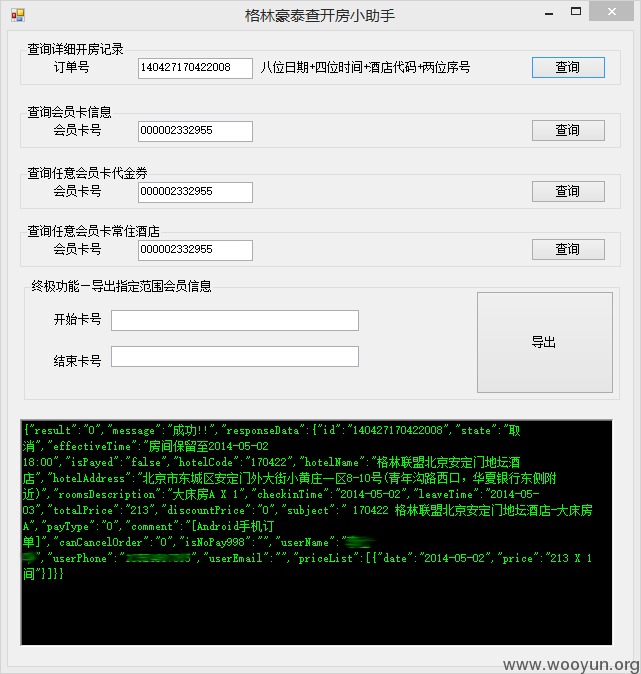 格林豪泰查开房小助手
查询详细开房记录
订单号 140427170422008 八位日期+四位时间+酒店代码+两位序号 查询
查询会员卡信息
会员卡号 000002332955 查询
查询任意会员卡代金券
会员卡号 000002332955 查询
查询任意会员卡常住酒店
会员卡号 000002332955 查询
终极功能—导出指定范围会员信息
开始卡号
结束卡号
导出
{"result":"0","message":"成功!!","responseData":{"id":"140427170422008","state":"取
消","effectiveTime":"房间保留至2014-05-02
18:00","isPayed":"false","hotelCode":"170422","hotelName":"格林联盟北京安定门地坛酒
店","hotelAddress":"北京市东城区安定门外大街小黄庄一区8-10号(青年沟路西口，华夏银行东侧附
近)","roomsDescription":"大床房A X 1","checkinTime":"2014-05-02","leaveTime":"2014-05-
03","totalPrice":"213","discountPrice":"0","subject":" 170422 格林联盟北京安定门地坛酒店-大床房
A","payType":"0","comment":"[Android手机订
单]","canCancelOrder":"0","isNoPay998":"","userName":"
","userPhone":"","userEmail":"","priceList":[{"date":"2014-05-02","price":"213 X 1
间"}]}}
www.wooyun.org